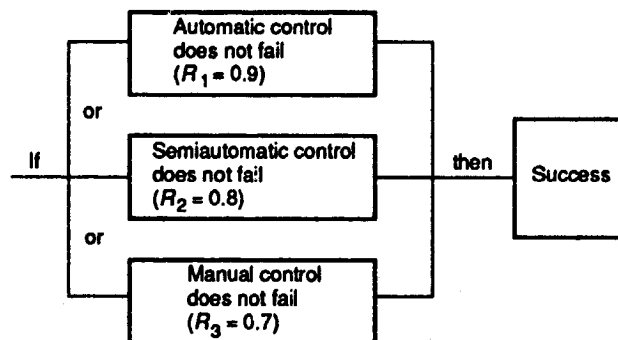 Automatic control
does not fail
(R1 = 0.9)
or
If
Semiautomatic control
does not fail
(R2 = 0.8)
then
Success
or
Manual control
does not fail
(R3 = 0.7)